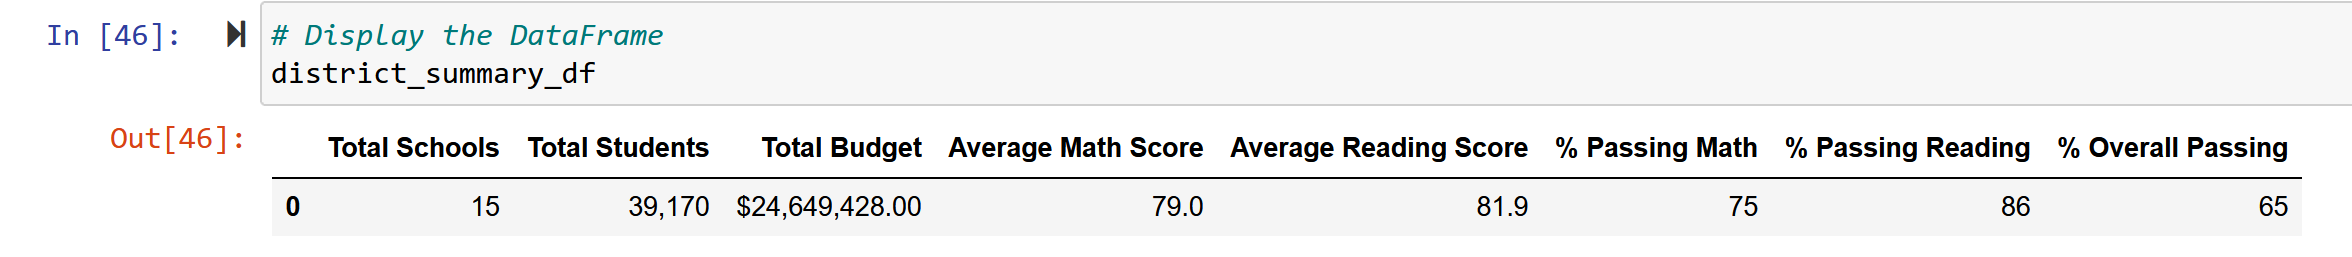 In [46]: # Display the DataFrame
district_summary_df
Out[46]:
Total Schools Total Students Total Budget Average Math Score Average Reading Score % Passing Math % Passing Reading % Overall Passing
0 15 39,170 $24,649,428.00 79.0 81.9 75 86 65